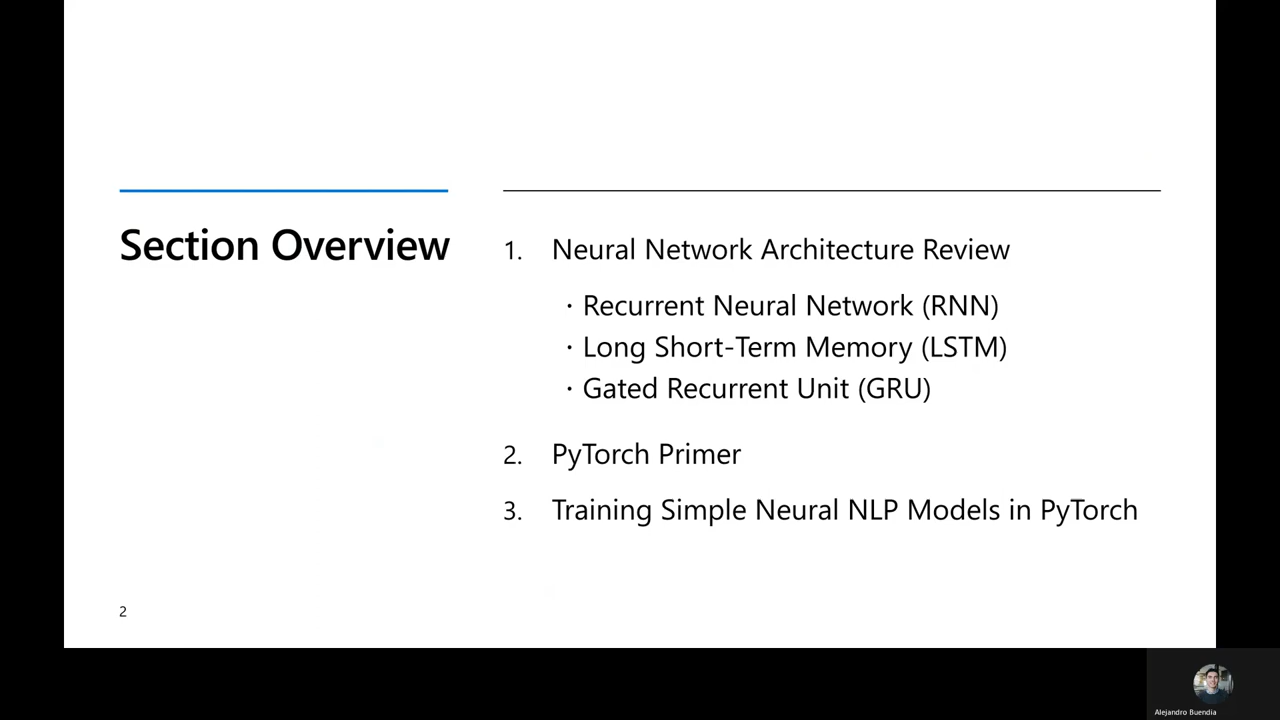 Section Overview
1. Neural Network Architecture Review
· Recurrent Neural Network (RNN)
· Long Short-Term Memory (LSTM)
· Gated Recurrent Unit (GRU)
2. PyTorch Primer
3. Training Simple Neural NLP Models in PyTorch
2
Alejandro Buendia